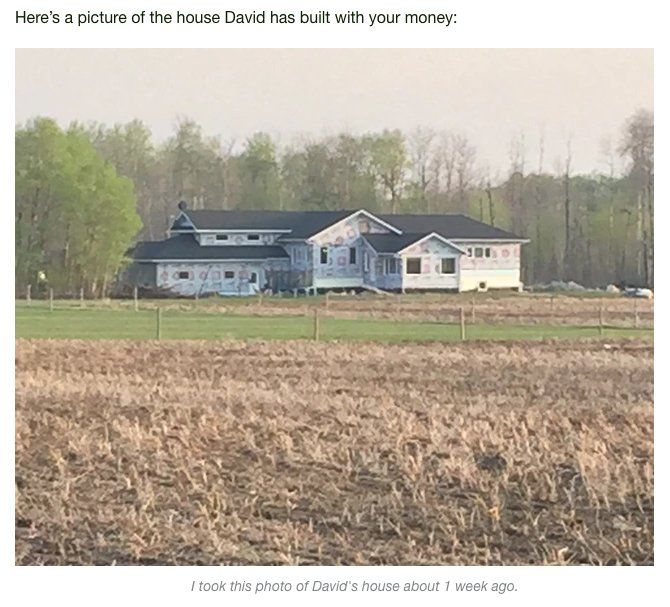 Here’s a picture of the house David has built with your money:
I took this photo of David's house about 1 week ago.